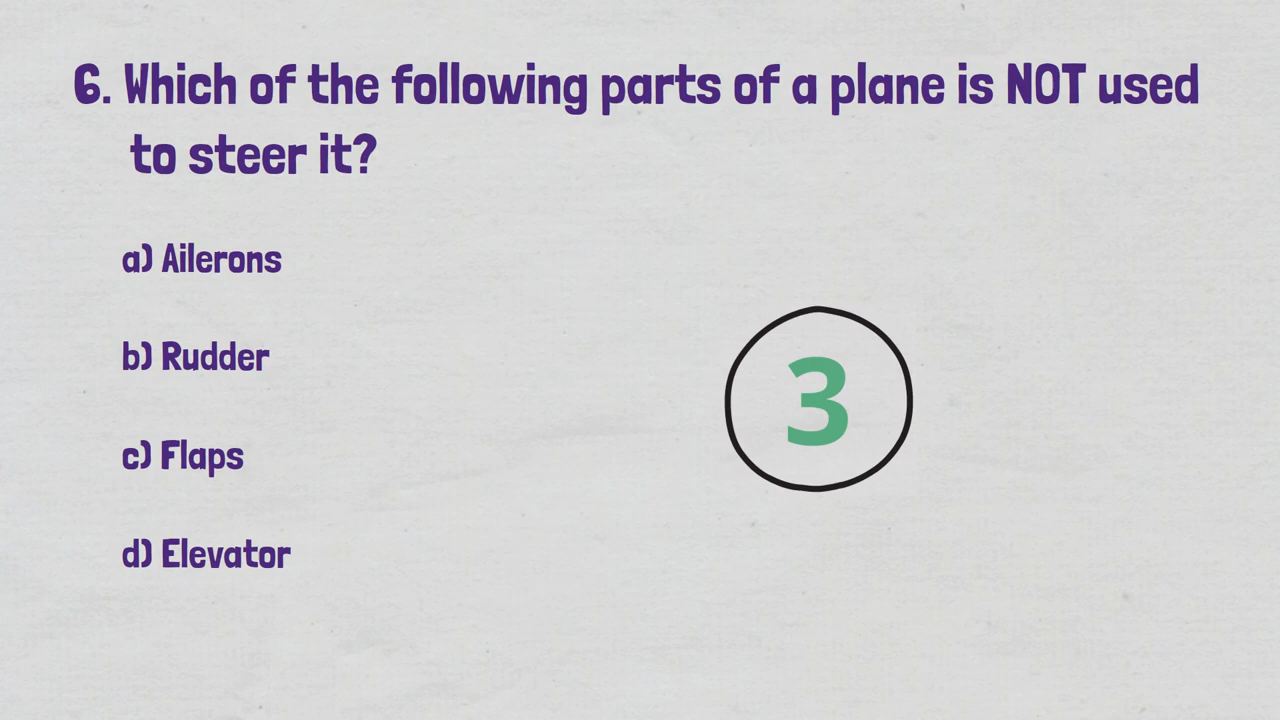 6. Which of the following parts of a plane is NOT used
to steer it?
a) Ailerons
b) Rudder
3
c) Flaps
d) Elevator